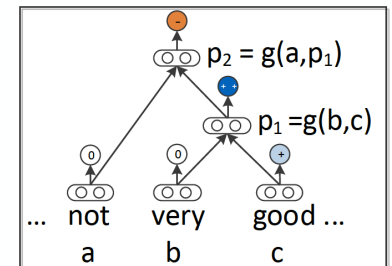 -
p₂ = g(a,p₁)
+ +
p₁ =g(b,c)
0 0 +
... not very good ...
a b c